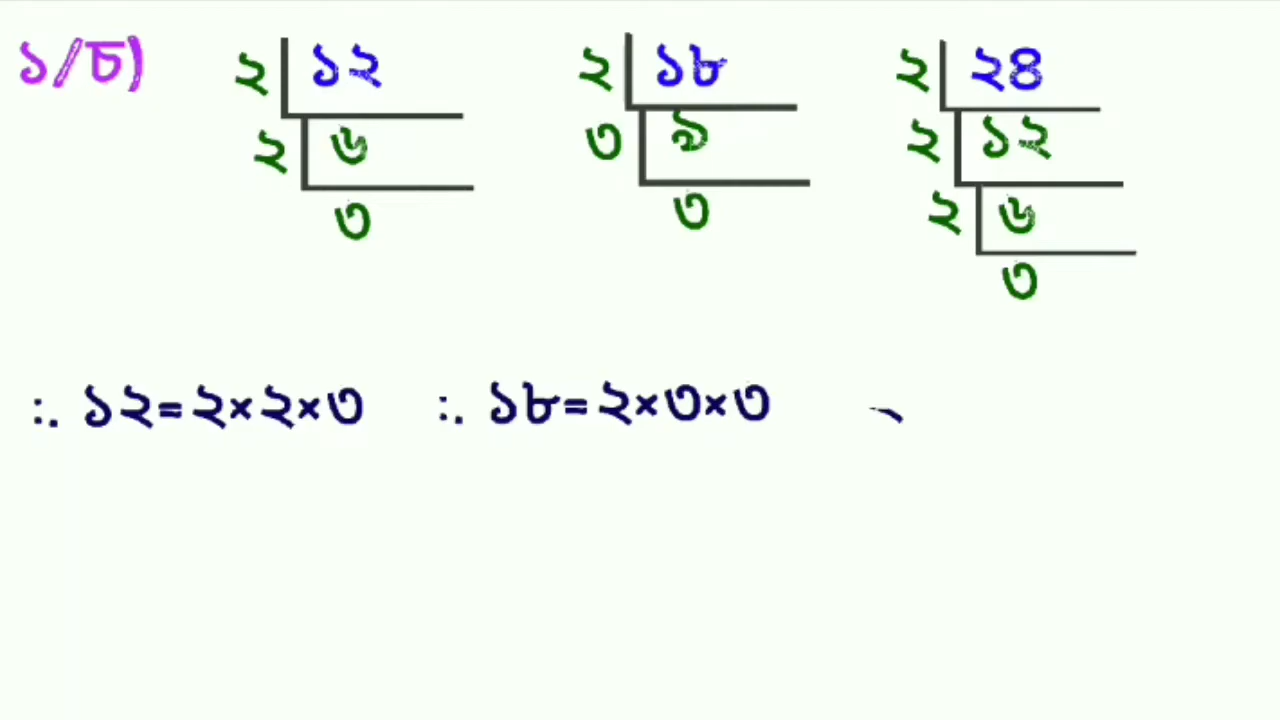 ১/চ) ২ ১২ ২ ১৮ ২ ২৪
২ ৬ ৩ ৯ ২ ১২
৩ ৩ ২ ৬
৩
∴ ১২=২×২×৩ ∴ ১৮=২×৩×৩